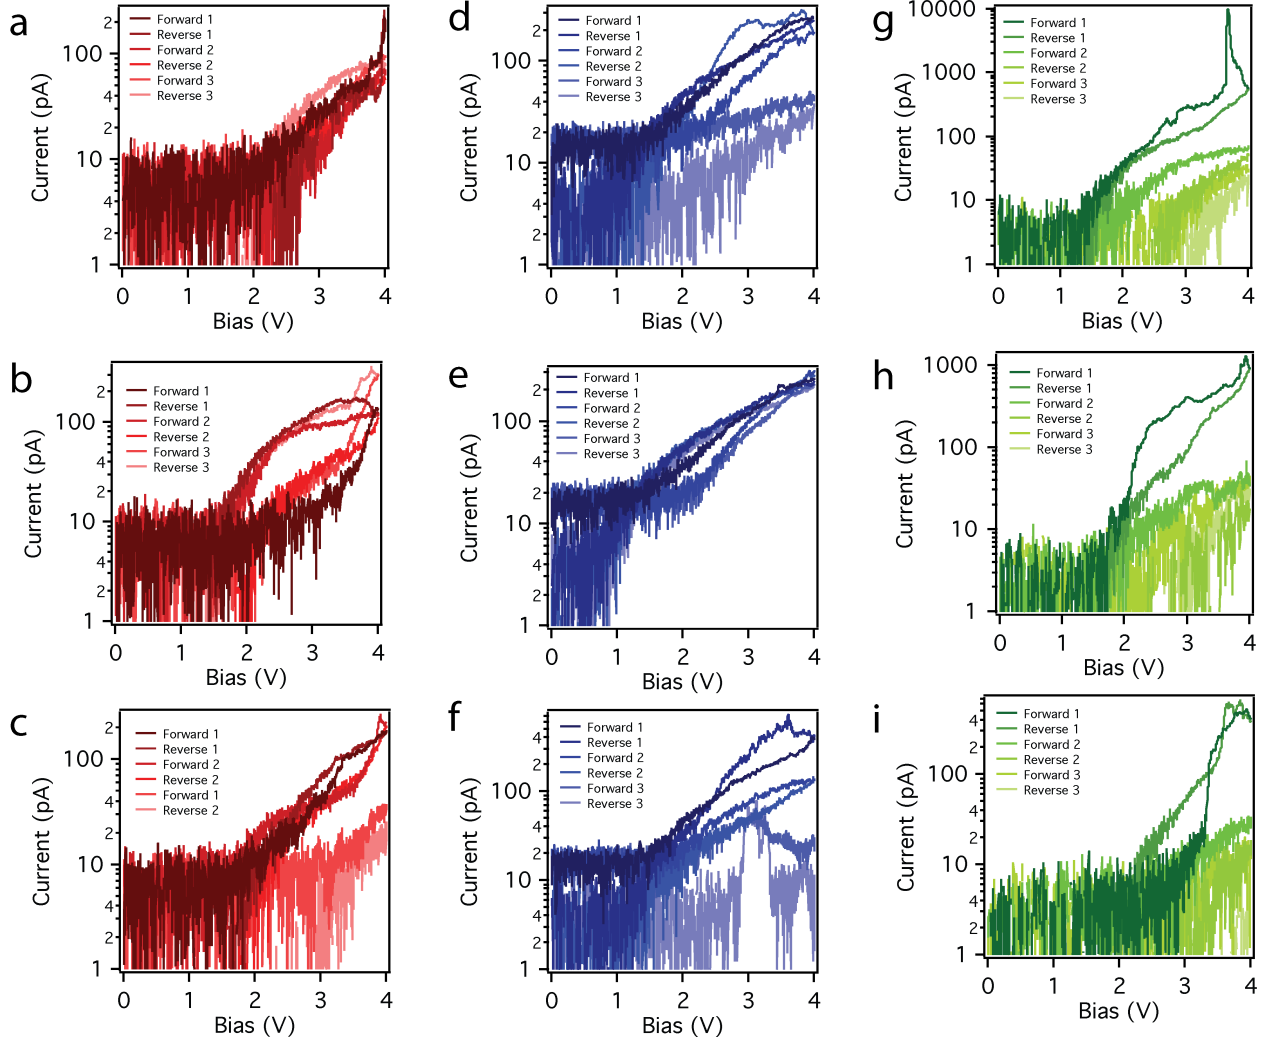 a
Forward 1
Reverse 1
Forward 2
Reverse 2
Forward 3
Reverse 3
Current (pA)
2
100
4
2
10
4
2
1
0 1 2 3 4
Bias (V)
d
Forward 1
Reverse 1
Forward 2
Reverse 2
Forward 3
Reverse 3
Current (pA)
2
100
4
2
10
4
2
1
0 1 2 3 4
Bias (V)
g
Forward 1
Reverse 1
Forward 2
Reverse 2
Forward 3
Reverse 3
Current (pA)
10000
1000
100
10
1
0 1 2 3 4
Bias (V)
b
Forward 1
Reverse 1
Forward 2
Reverse 2
Forward 3
Reverse 3
Current (pA)
2
100
4
2
10
4
2
1
0 1 2 3 4
Bias (V)
e
Forward 1
Reverse 1
Forward 2
Reverse 2
Forward 3
Reverse 3
Current (pA)
2
100
4
2
10
4
2
1
0 1 2 3 4
Bias (V)
h
Forward 1
Reverse 1
Forward 2
Reverse 2
Forward 3
Reverse 3
Current (pA)
1000
100
10
1
0 1 2 3 4
Bias (V)
c
Forward 1
Reverse 1
Forward 2
Reverse 2
Forward 1
Reverse 2
Current (pA)
2
100
4
2
10
4
2
1
0 1 2 3 4
Bias (V)
f
Forward 1
Reverse 1
Forward 2
Reverse 2
Forward 3
Reverse 3
Current (pA)
4
2
100
4
2
10
4
2
1
0 1 2 3 4
Bias (V)
i
Forward 1
Reverse 1
Forward 2
Reverse 2
Forward 3
Reverse 3
Current (pA)
4
2
100
4
2
10
4
2
1
0 1 2 3 4
Bias (V)